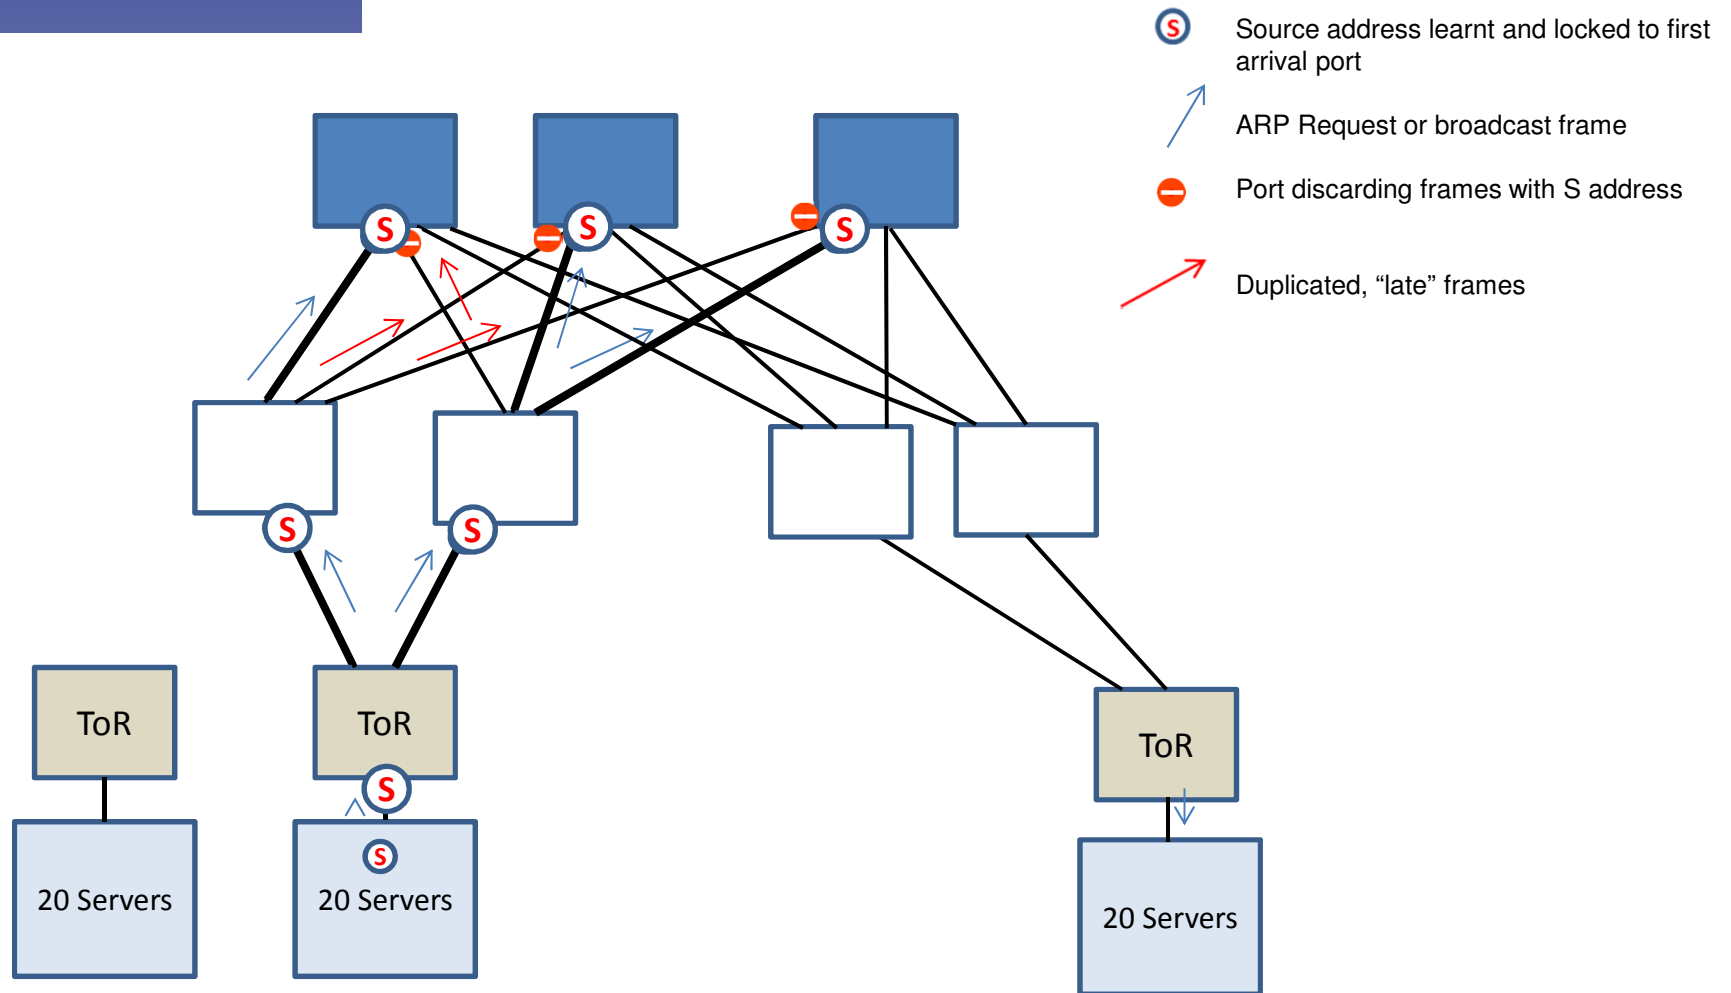 S
Source address learnt and locked to first
arrival port
ARP Request or broadcast frame
Port discarding frames with S address
Duplicated, “late” frames
S
S
S
S
S
ToR
ToR
ToR
S
S
20 Servers
20 Servers
20 Servers